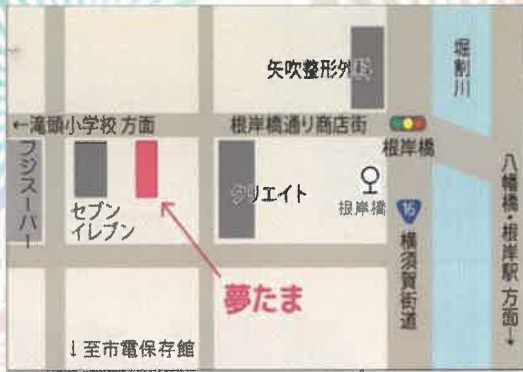 矢吹整形外科
堀割川
←滝頭小学校 方面
根岸橋通り商店街
根岸橋
フジスーパー
セブン
イレブン
クリエイト
根岸橋
16
横須賀街道
八幡橋・根岸駅 方面→
夢たま
↓至市電保存館